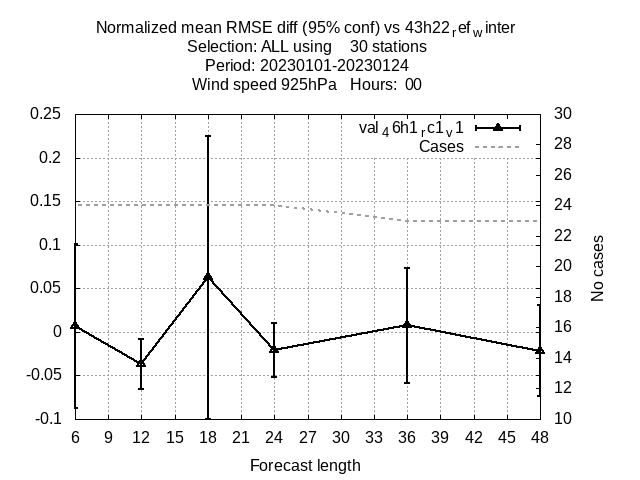 Normalized mean RMSE diff (95% conf) vs 43h22refwinter
Selection: ALL using 30 stations
Period: 20230101-20230124
Wind speed 925hPa Hours: 00
val46h1rc1v1
Cases
0.25
0.2
0.15
0.1
0.05
0
-0.05
-0.1
30
28
26
24
22
20
18
16
14
12
10
No cases
6 9 12 15 18 21 24 27 30 33 36 39 42 45 48
Forecast length